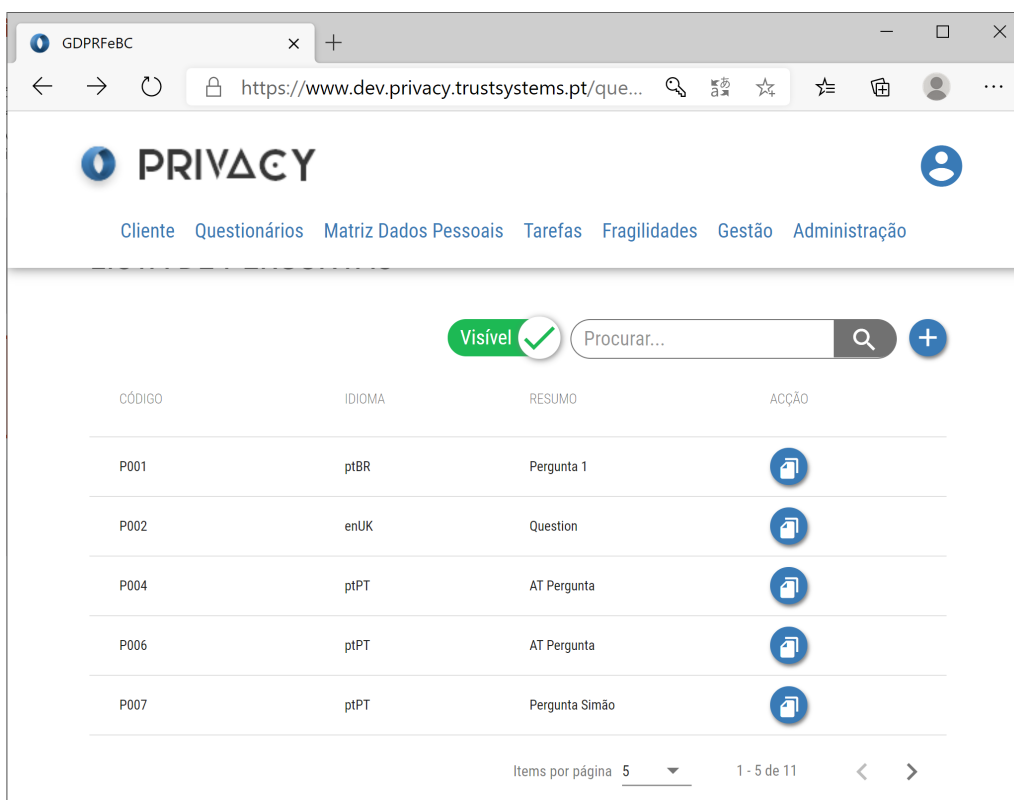 GDPRFeBC
https://www.dev.privacy.trustsystems.pt/que...
PRIVACY
Cliente Questionários Matriz Dados Pessoais Tarefas Fragilidades Gestão Administração
Visível Procurar...
CÓDIGO IDIOMA RESUMO ACÇÃO
P001 ptBR Pergunta 1
P002 enUK Question
P004 ptPT AT Pergunta
P006 ptPT AT Pergunta
P007 ptPT Pergunta Simão
Items por página 5 1 - 5 de 11